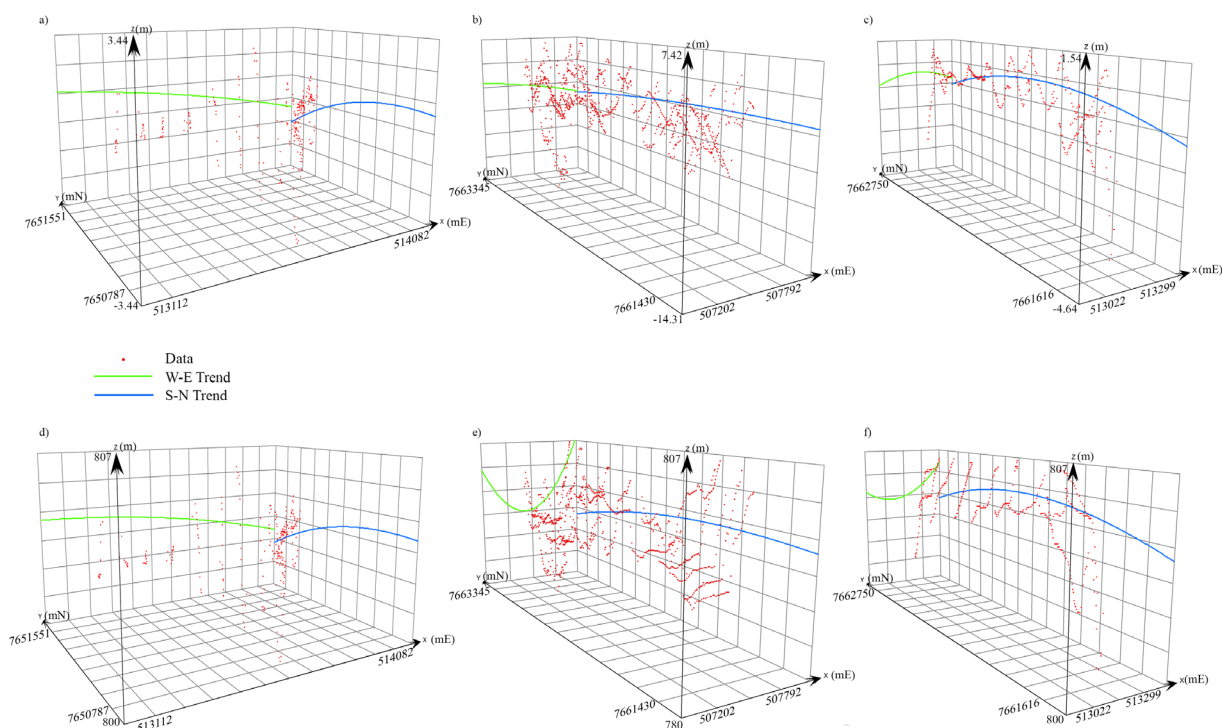 a)
z (m)
3.44
Y (mN)
7651551
X (mE)
514082
7650787
513112
-3.44
b)
z (m)
7.42
Y (mN)
7663345
X (mE)
507792
7661430
507202
-14.31
c)
z (m)
1.54
Y (mN)
7662750
X (mE)
513299
7661616
513022
-4.64
Data
W-E Trend
S-N Trend
d)
z (m)
807
Y (mN)
7651551
X (mE)
514082
7650787
513112
800
e)
z (m)
807
Y (mN)
7663345
X (mE)
507792
7661430
507202
780
f)
z (m)
807
Y (mN)
7662750
X (mE)
513299
7661616
513022
800